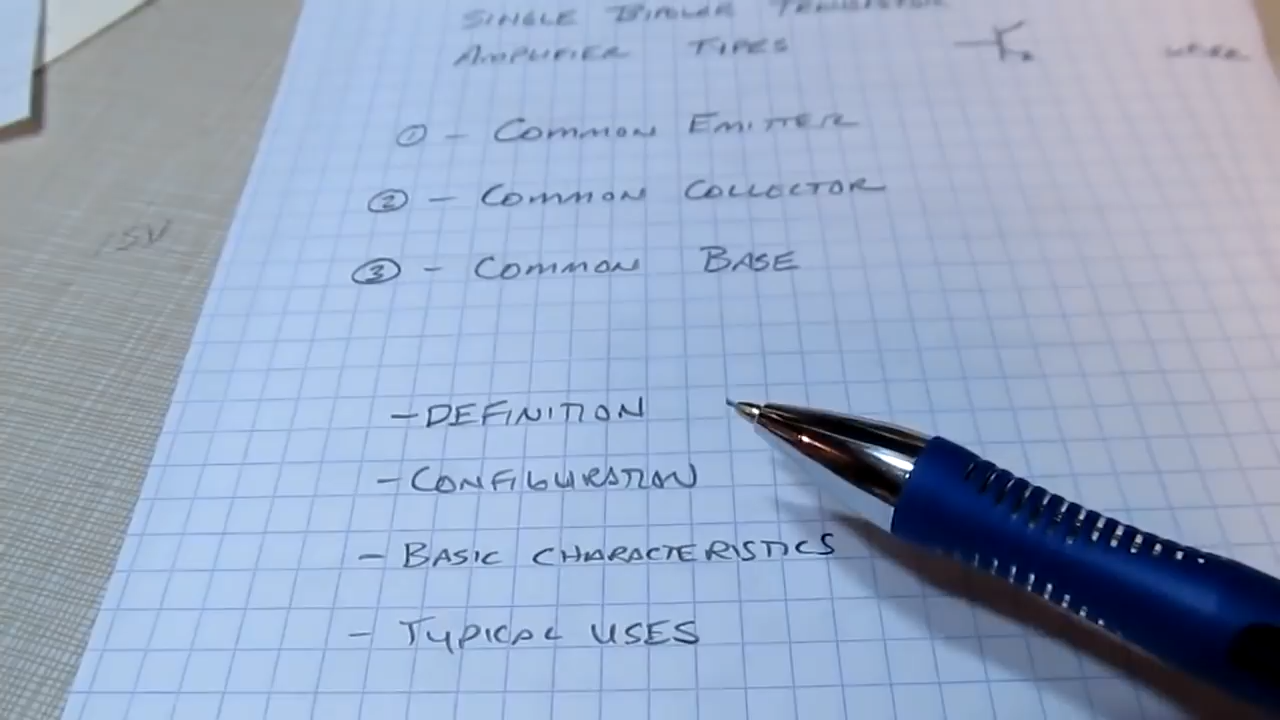 SINGLE BIPOLAR TRANSISTOR
AMPLIFIER TYPES
① - COMMON EMITTER
② - COMMON COLLECTOR
15V
③ - COMMON BASE
- DEFINITION
- CONFIGURATION
- BASIC CHARACTERISTICS
- TYPICAL USES